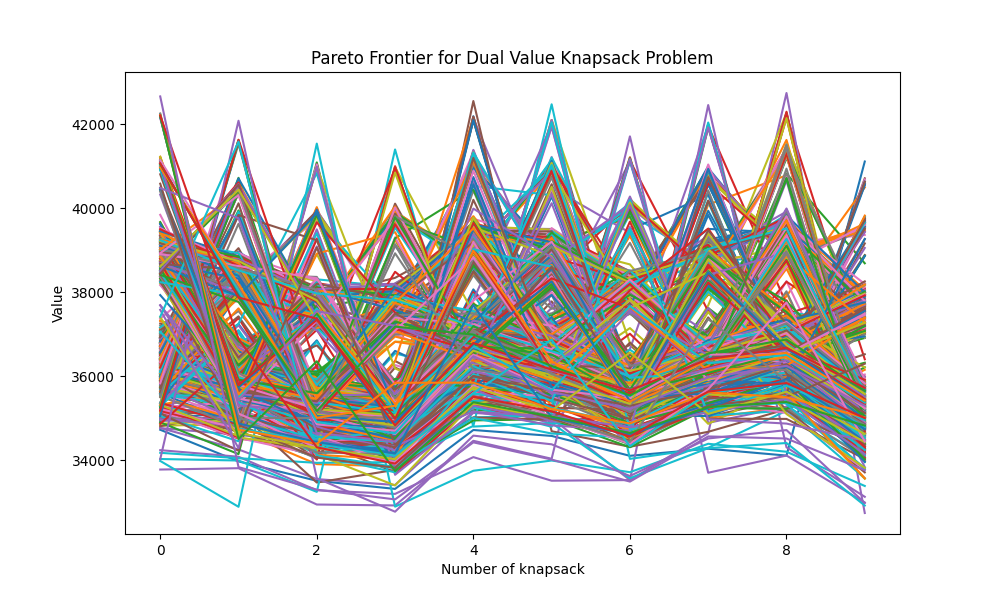 Pareto Frontier for Dual Value Knapsack Problem
42000
40000
38000
36000
34000
Value
0 2 4 6 8
Number of knapsack